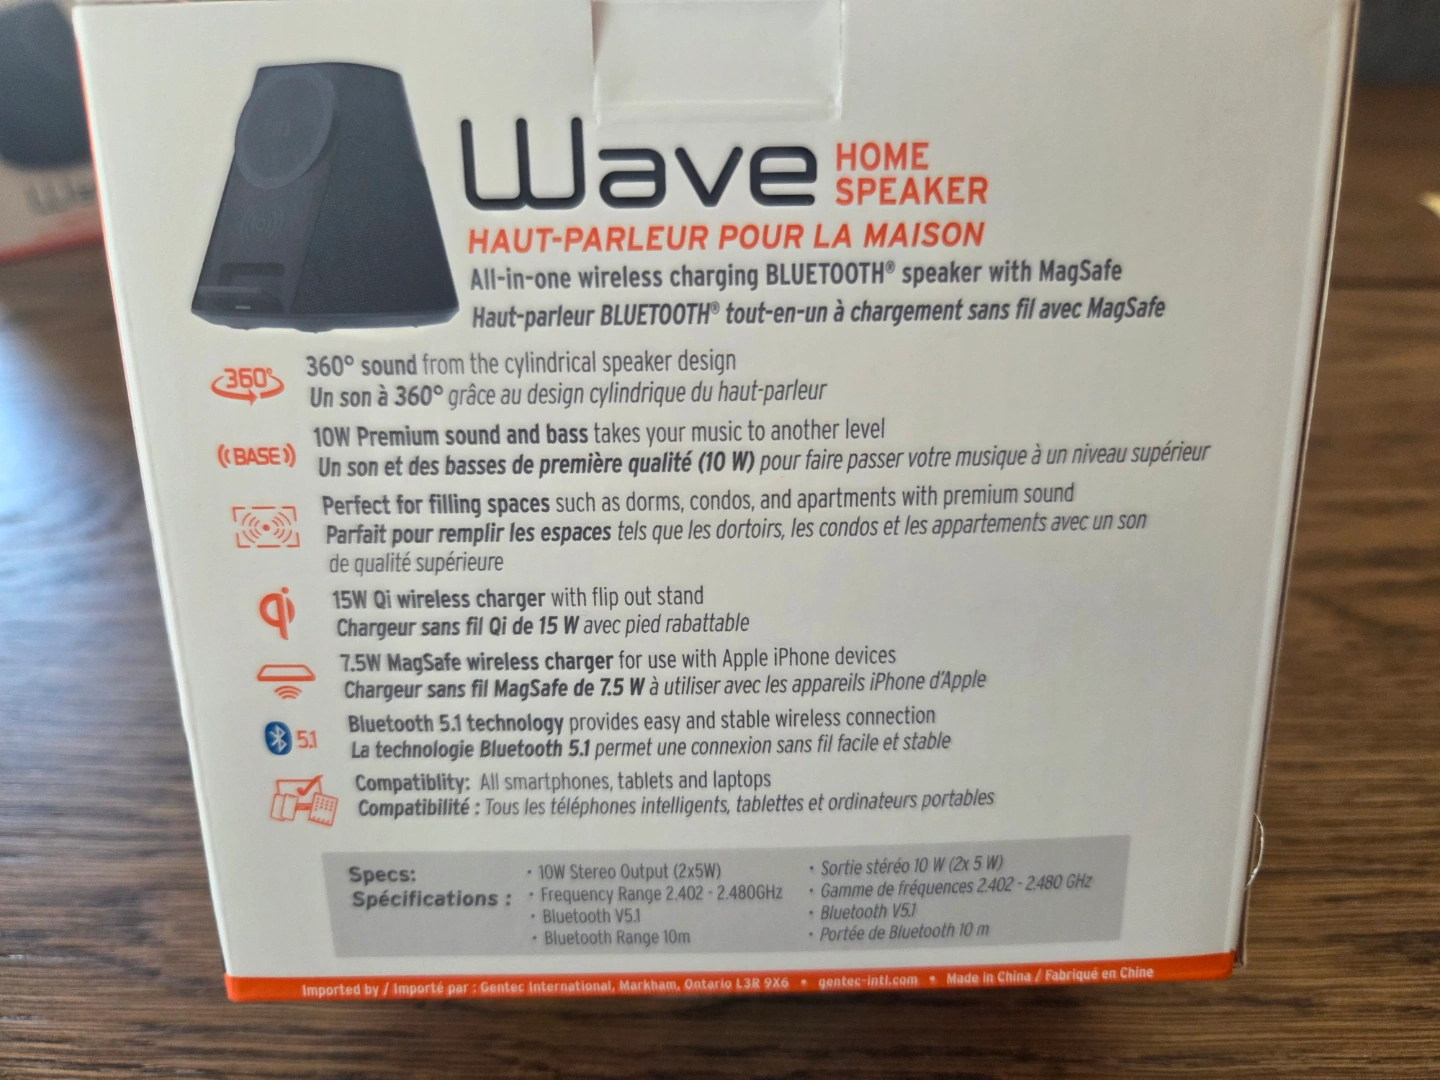 Wave HOME SPEAKER
HAUT-PARLEUR POUR LA MAISON
All-in-one wireless charging BLUETOOTH® speaker with MagSafe
Haut-parleur BLUETOOTH® tout-en-un à chargement sans fil avec MagSafe
360°
360° sound from the cylindrical speaker design
Un son à 360° grâce au design cylindrique du haut-parleur
((BASE))
10W Premium sound and bass takes your music to another level
Un son et des basses de première qualité (10 W) pour faire passer votre musique à un niveau supérieur
Perfect for filling spaces such as dorms, condos, and apartments with premium sound
Parfait pour remplir les espaces tels que les dortoirs, les condos et les appartements avec un son
de qualité supérieure
qi
15W Qi wireless charger with flip out stand
Chargeur sans fil Qi de 15 W avec pied rabattable
7.5W MagSafe wireless charger for use with Apple iPhone devices
Chargeur sans fil MagSafe de 7.5 W à utiliser avec les appareils iPhone d'Apple
5.1
Bluetooth 5.1 technology provides easy and stable wireless connection
La technologie Bluetooth 5.1 permet une connexion sans fil facile et stable
Compatiblity: All smartphones, tablets and laptops
Compatibilité : Tous les téléphones intelligents, tablettes et ordinateurs portables
Specs:
Spécifications :
• 10W Stereo Output (2x5W)
• Frequency Range 2.402 - 2.480GHz
• Bluetooth V5.1
• Bluetooth Range 10m
• Sortie stéréo 10 W (2x 5 W)
• Gamme de fréquences 2.402 - 2.480 GHz
• Bluetooth V5.1
• Portée de Bluetooth 10 m
Imported by / Importé par : Gentec International, Markham, Ontario L3R 9X6 • gentec-intl.com • Made in China / Fabriqué en Chine